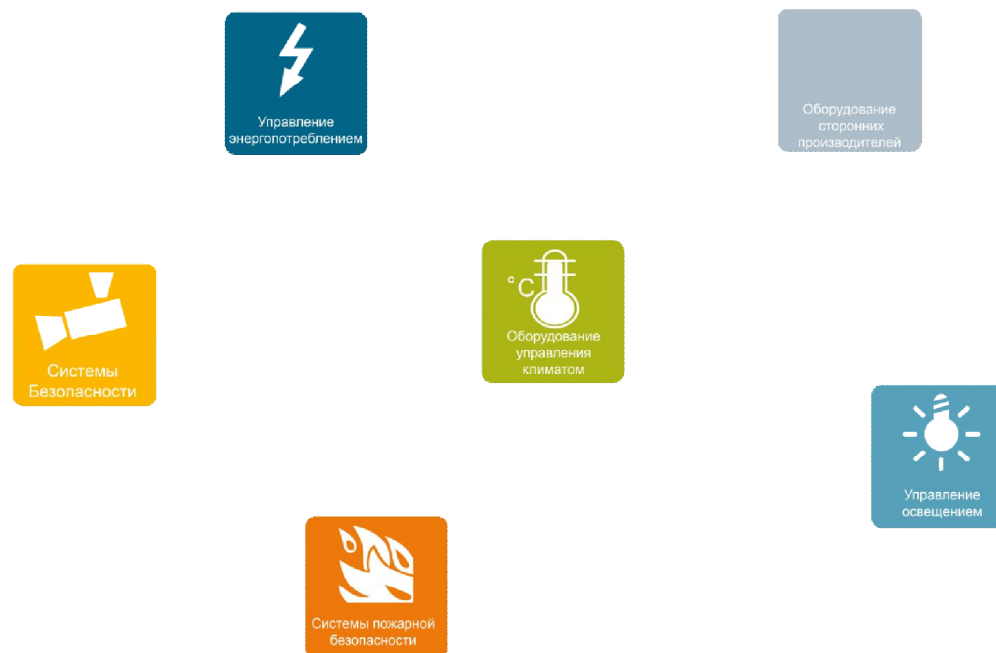 Управление
энергопотреблением
Оборудование
сторонних
производителей
°C
Оборудование
управления
климатом
Системы
Безопасности
Управление
освещением
Системы пожарной
безопасности